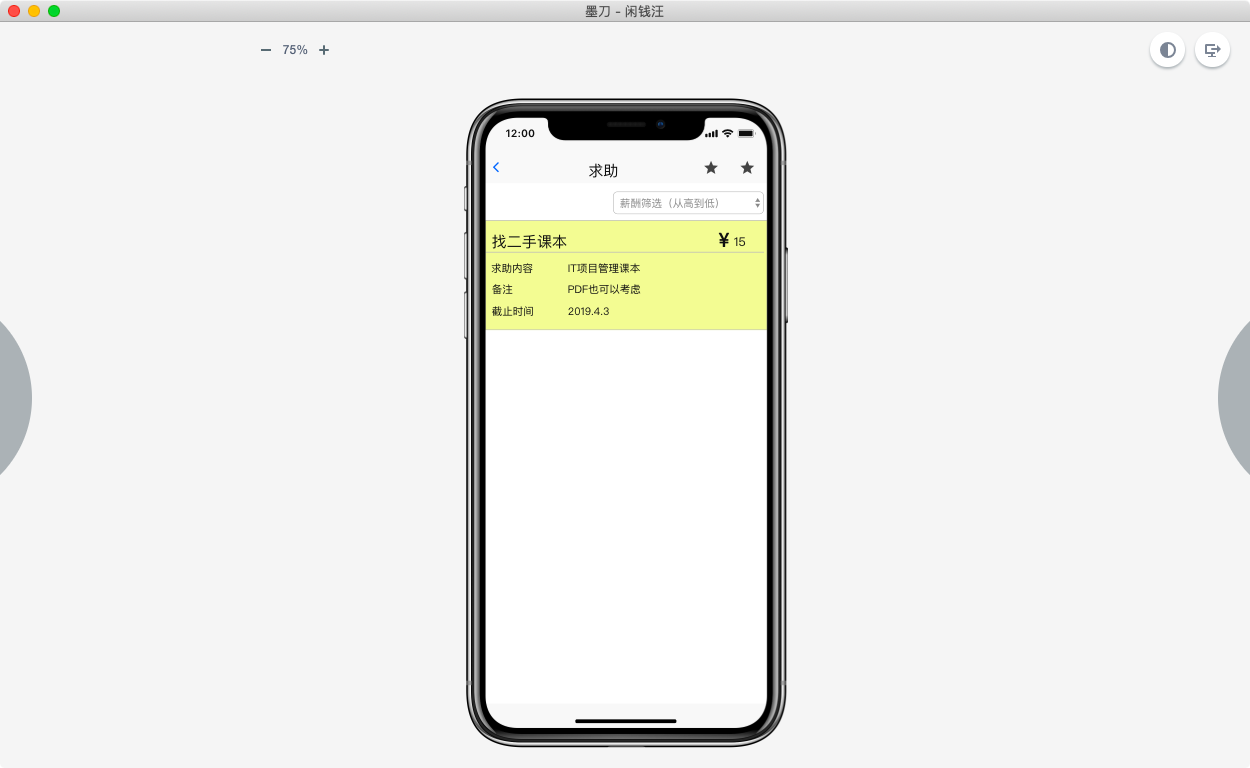 墨刀 - 闲钱汪
75%
12:00
求助
薪酬筛选（从高到低）
找二手课本 ¥ 15
求助内容 IT项目管理课本
备注 PDF也可以考虑
截止时间 2019.4.3